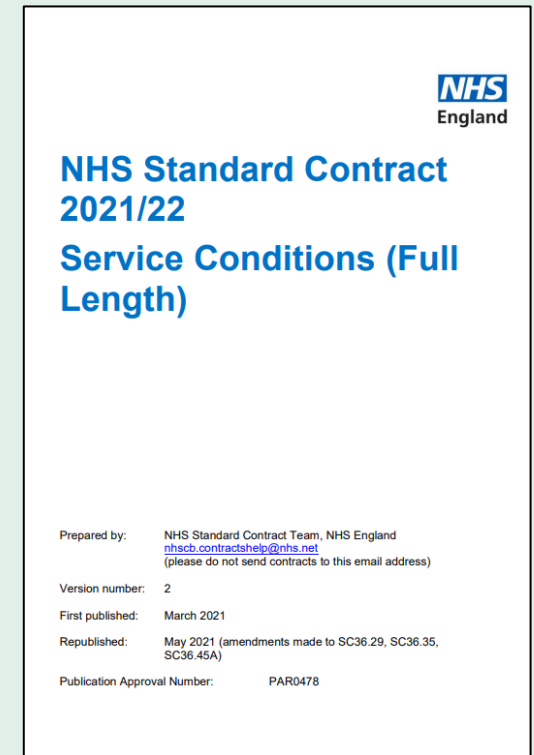 NHS
England
NHS Standard Contract
2021/22
Service Conditions (Full
Length)
Prepared by: NHS Standard Contract Team, NHS England
nhscb.contractshelp@nhs.net
(please do not send contracts to this email address)
Version number: 2
First published: March 2021
Republished: May 2021 (amendments made to SC36.29, SC36.35,
SC36.45A)
Publication Approval Number: PAR0478